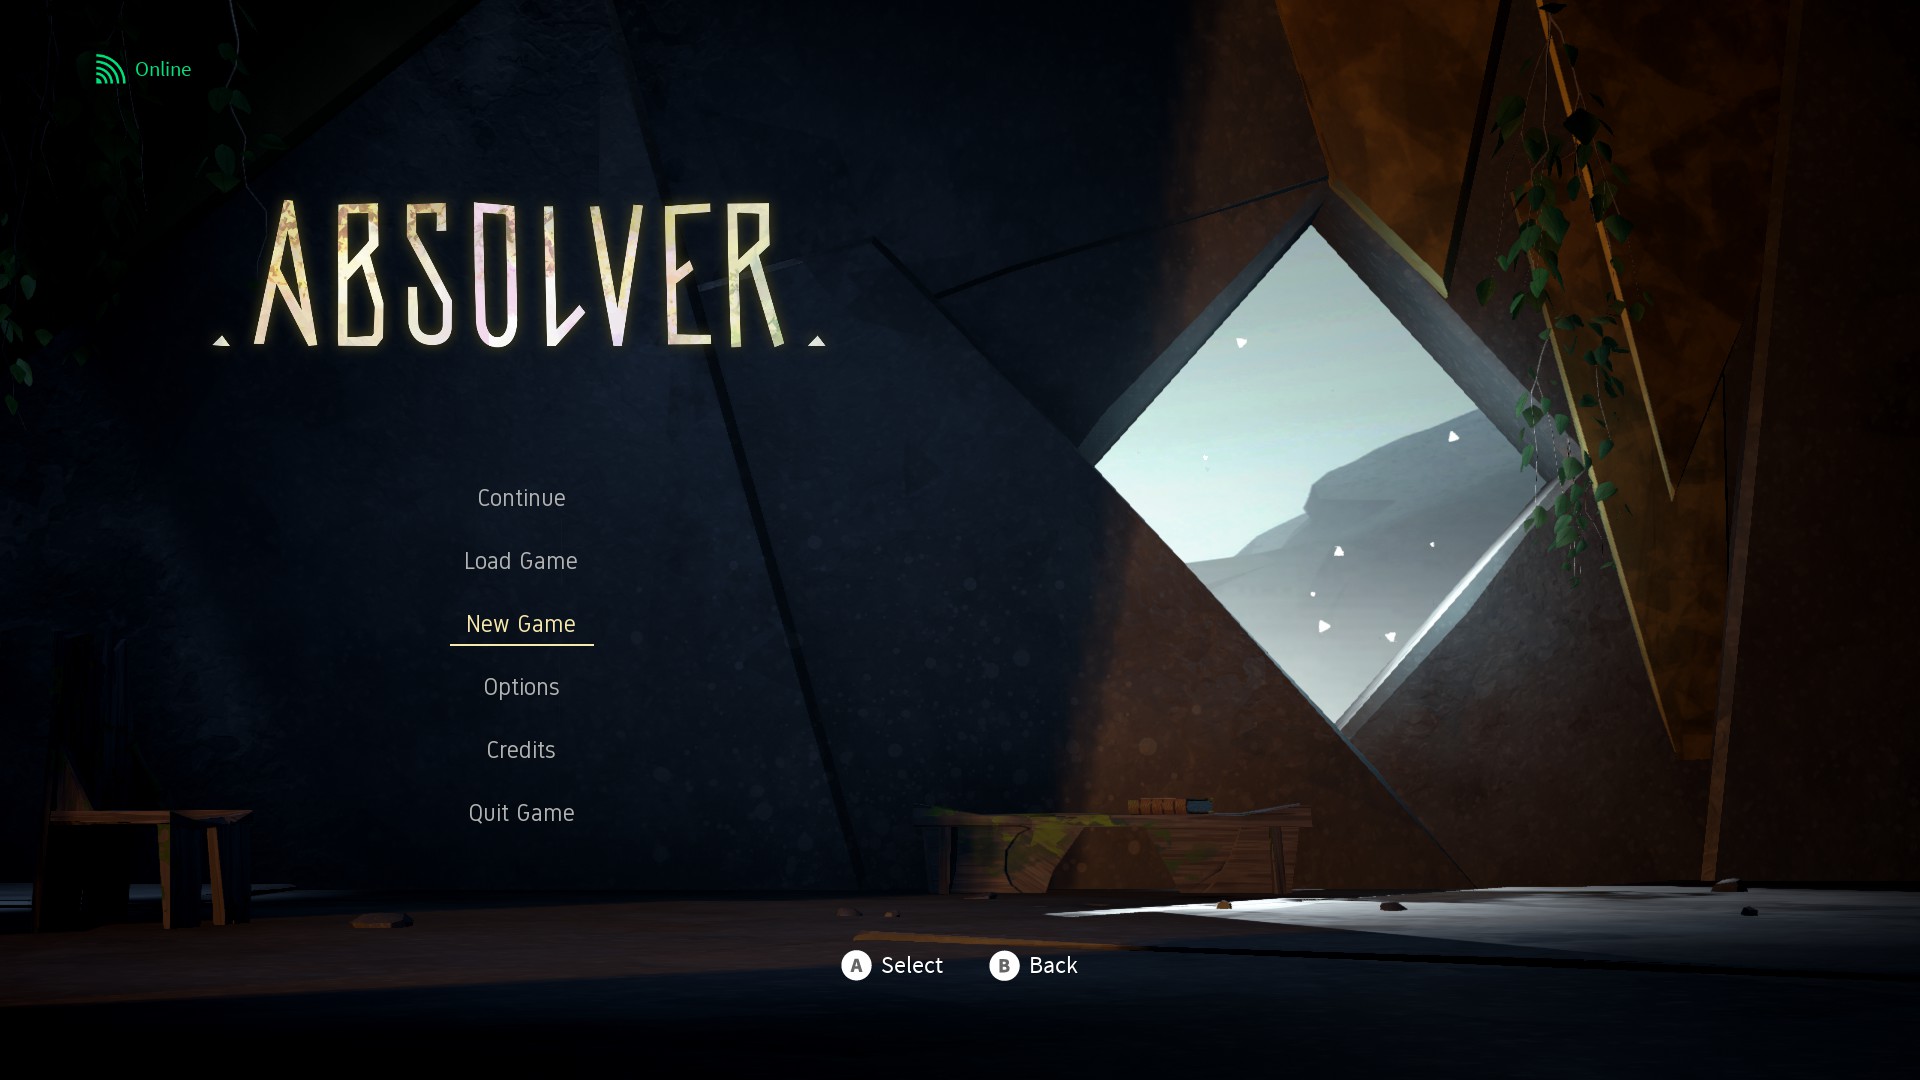 Online
ABSOLVER
Continue
Load Game
New Game
Options
Credits
Quit Game
A Select B Back